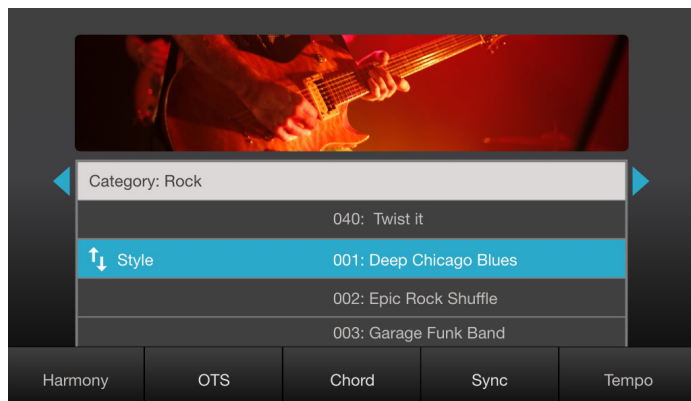 Category: Rock
040: Twist it
Style 001: Deep Chicago Blues
002: Epic Rock Shuffle
003: Garage Funk Band
Harmony OTS Chord Sync Tempo